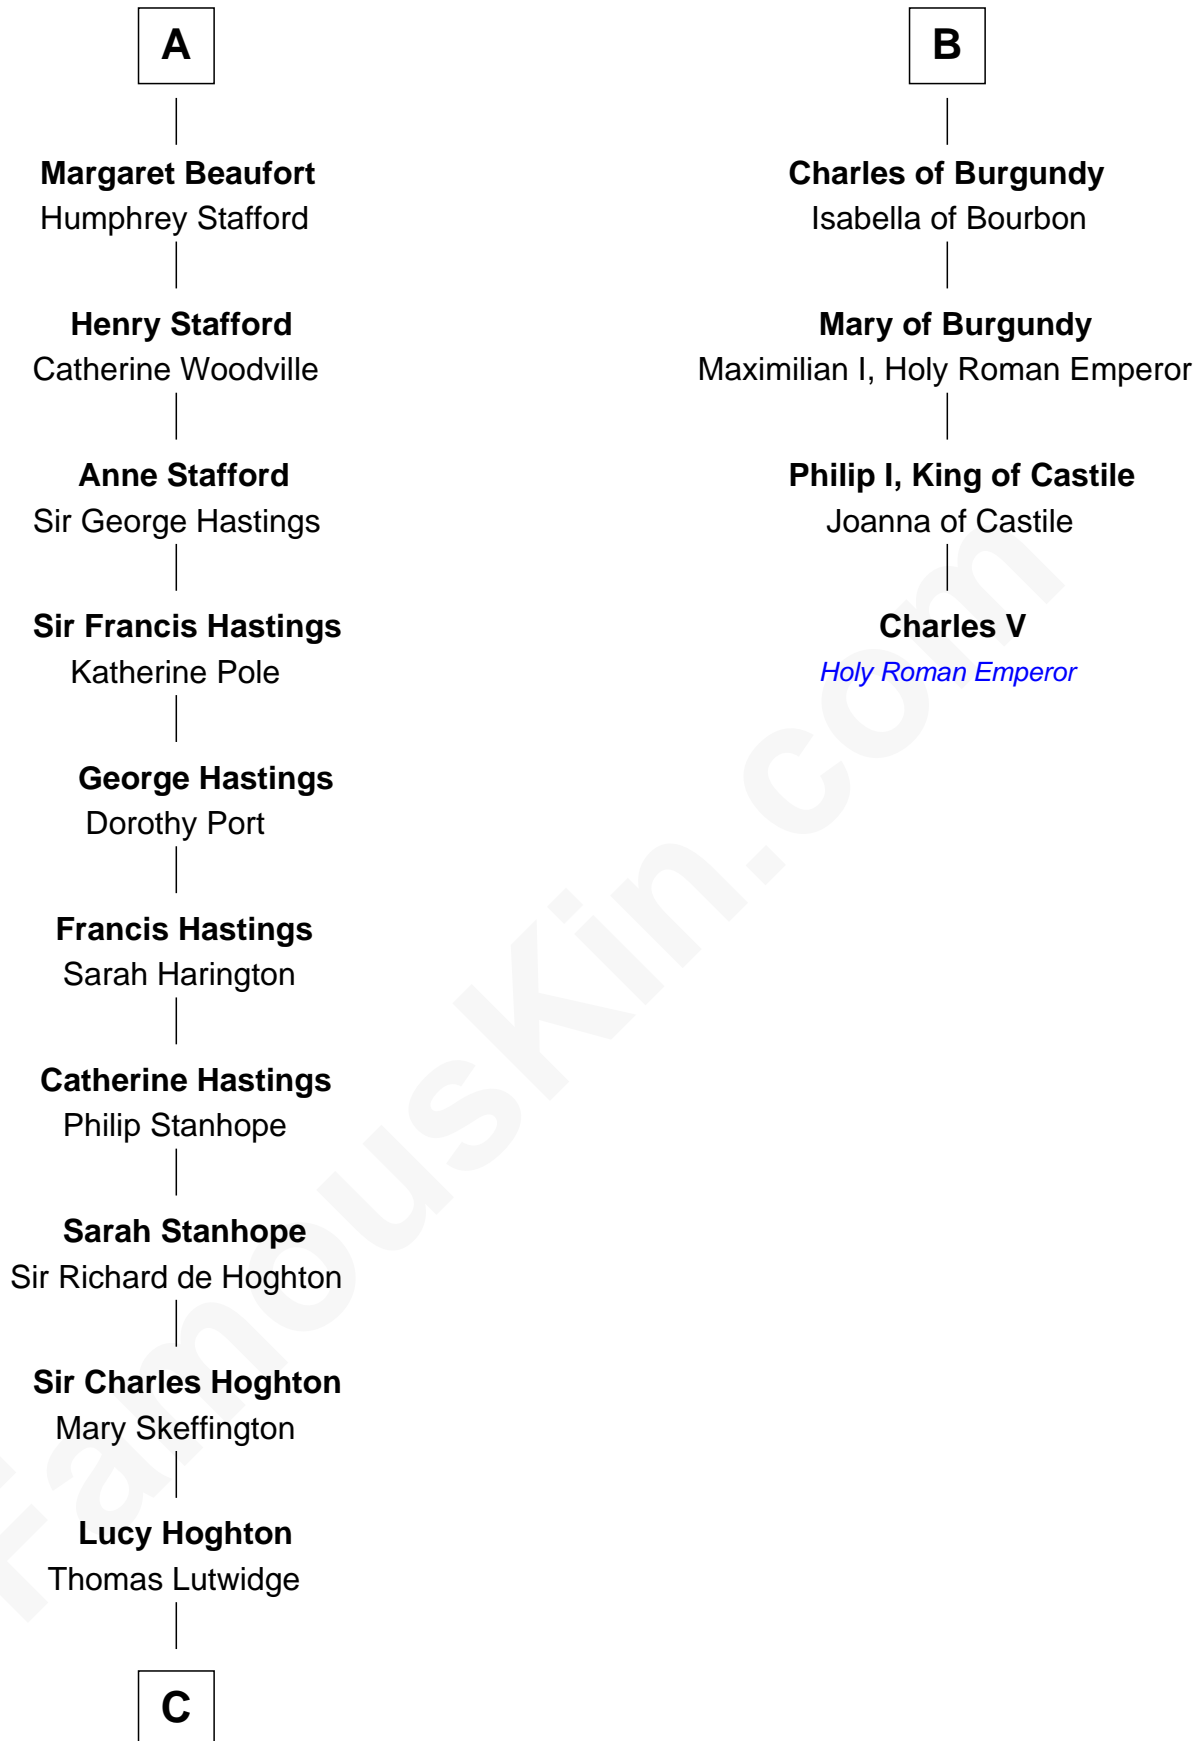 A
Margaret Beaufort
Humphrey Stafford
Henry Stafford
Catherine Woodville
Anne Stafford
Sir George Hastings
Sir Francis Hastings
Katherine Pole
George Hastings
Dorothy Port
Francis Hastings
Sarah Harington
Catherine Hastings
Philip Stanhope
Sarah Stanhope
Sir Richard de Hoghton
Sir Charles Hoghton
Mary Skeffington
Lucy Hoghton
Thomas Lutwidge
C
B
Charles of Burgundy
Isabella of Bourbon
Mary of Burgundy
Maximilian I, Holy Roman Emperor
Philip I, King of Castile
Joanna of Castile
Charles V
Holy Roman Emperor
FamousKin.com